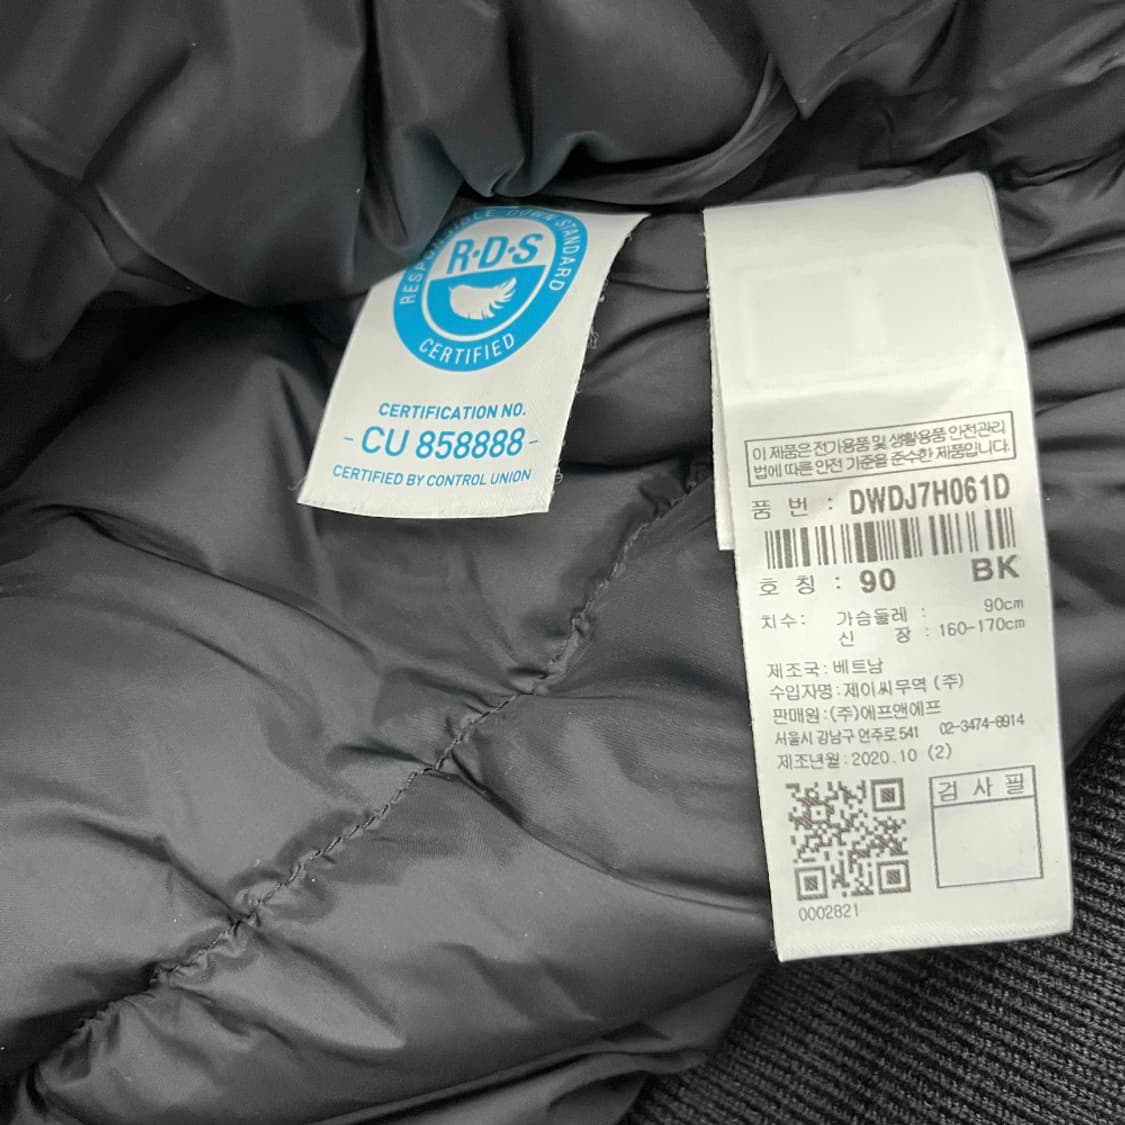 RESPONSIBLE DOWN STANDARD
R·D·S
CERTIFIED
CERTIFICATION NO.
- CU 858888 -
CERTIFIED BY CONTROL UNION
이 제품은 전기용품 및 생활용품 안전관리
법에 따른 안전 기준을 준수한 제품입니다.
품 번 : DWDJ7H061D
호 칭 : 90 BK
치수: 가슴둘레 : 90cm
신 장 : 160-170cm
제조국: 베트남
수입자명: 제이씨무역 (주)
판매원: (주)에프앤에프
서울시 강남구 언주로 541 02-3474-8914
제조년월: 2020.10 (2)
검 사 필
0002821